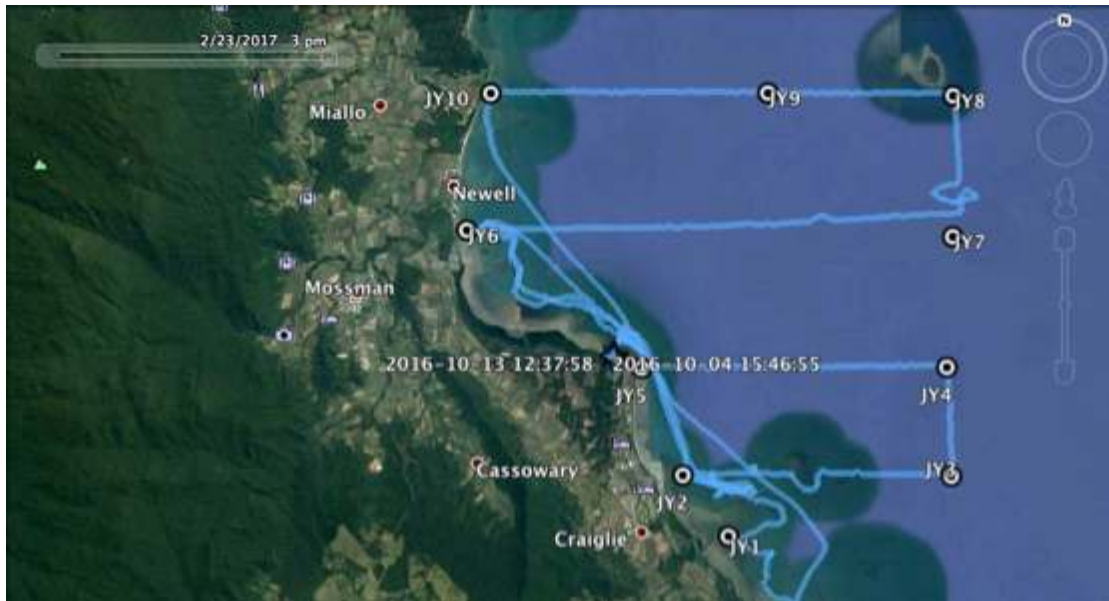 2/23/2017 3 pm
N
JY10
JY9
JY8
Miallo
Newell
JY6
JY7
Mossman
2016-10-13 12:37:58 2016-10-04 15:46:55
JY5
JY4
Cassowary
JY2
JY3
Craiglie
JY1